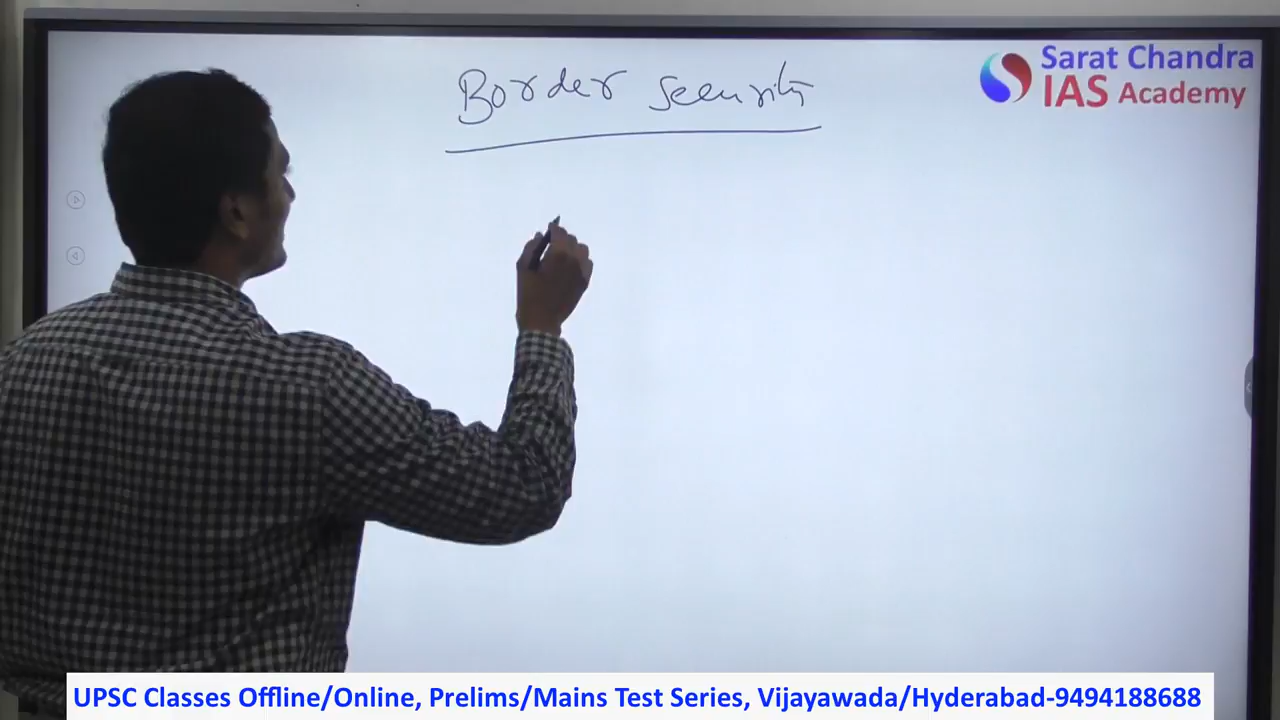 Border Security
Sarat Chandra
IAS Academy
UPSC Classes Offline/Online, Prelims/Mains Test Series, Vijayawada/Hyderabad-9494188688